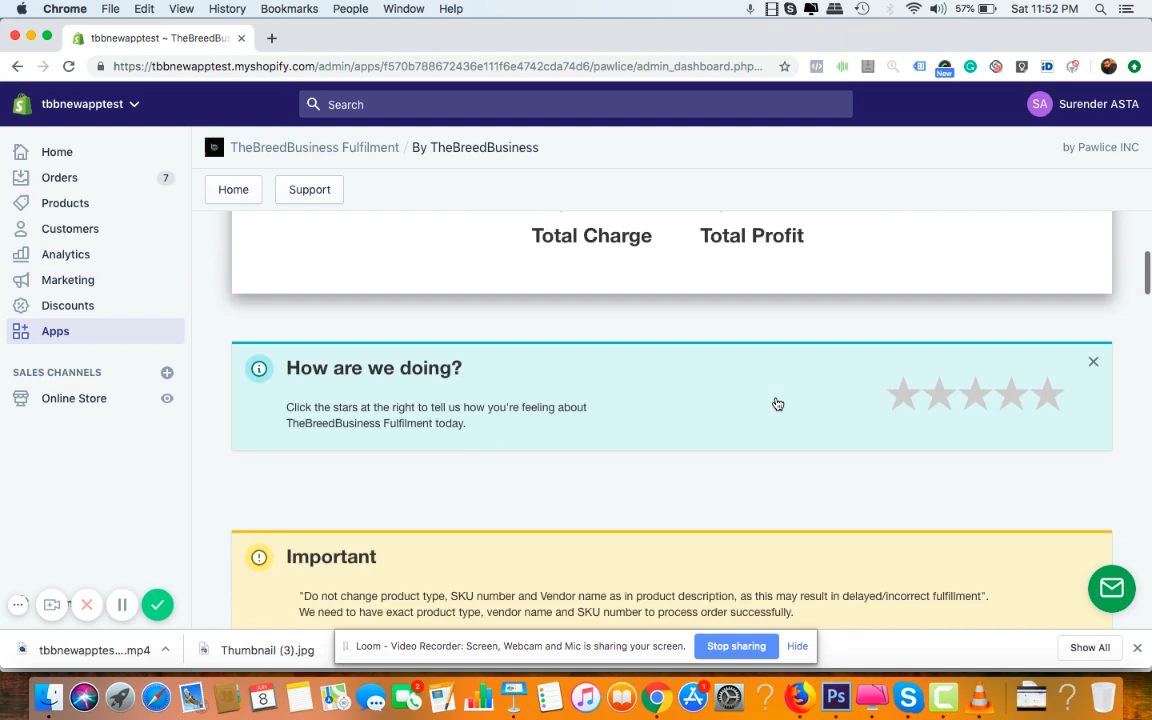 Chrome File Edit View History Bookmarks People Window Help 57% Sat 11:52 PM
tbbnewapptest ~ TheBreedBus
https://tbbnewapptest.myshopify.com/admin/apps/f570b788672436e111f6e4742cda74d6/pawlice/admin_dashboard.php... New
tbbnewapptest Search SA Surender ASTA
TheBreedBusiness Fulfilment / By TheBreedBusiness by Pawlice INC
Home
Orders 7
Products
Customers
Analytics
Marketing
Discounts
Apps
SALES CHANNELS
Online Store
Home Support
Total Charge Total Profit
How are we doing?
Click the stars at the right to tell us how you're feeling about
TheBreedBusiness Fulfilment today.
Important
"Do not change product type, SKU number and Vendor name as in product description, as this may result in delayed/incorrect fulfillment".
We need to have exact product type, vendor name and SKU number to process order successfully.
tbbnewapptes....mp4 Thumbnail (3).jpg Loom - Video Recorder: Screen, Webcam and Mic is sharing your screen. Stop sharing Hide Show All